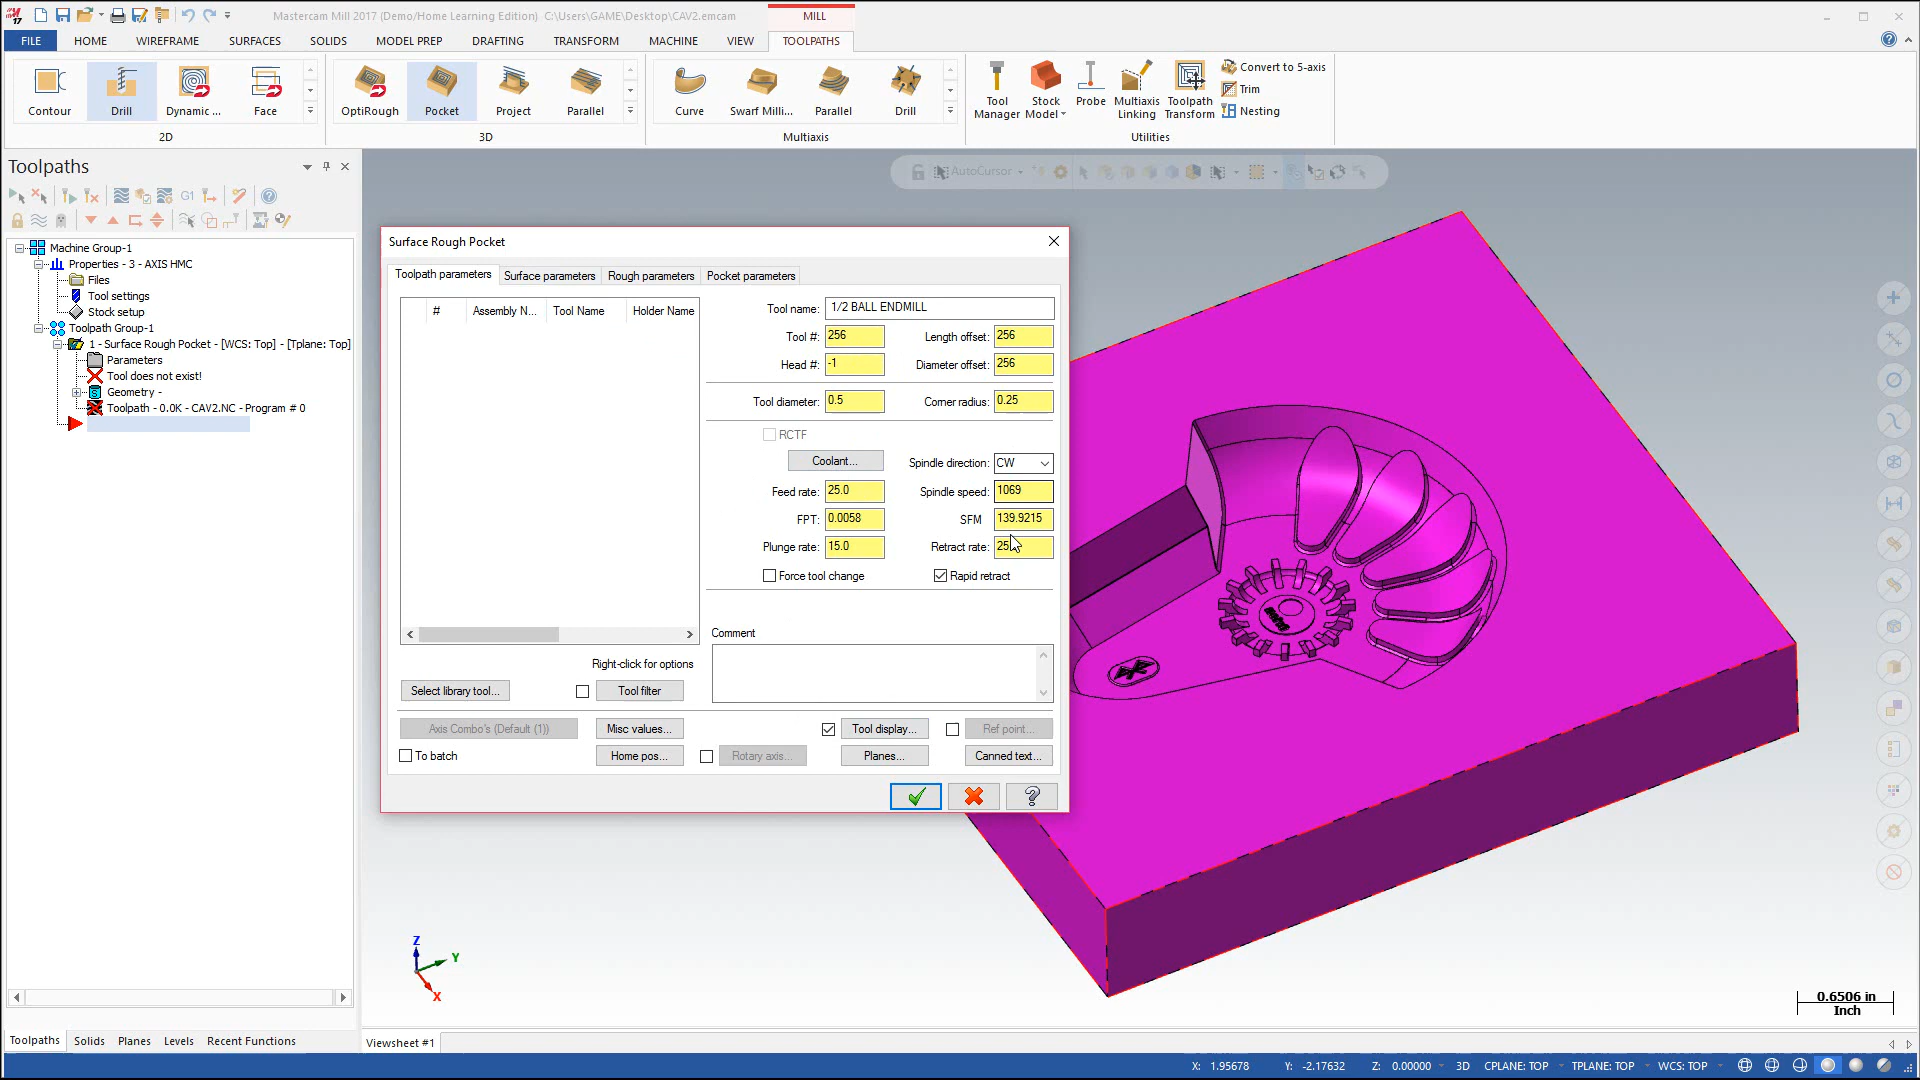 Mastercam Mill 2017 (Demo/Home Learning Edition) C:\Users\GAME\Desktop\CAV2.emcam
MILL
FILE HOME WIREFRAME SURFACES SOLIDS MODEL PREP DRAFTING TRANSFORM MACHINE VIEW TOOLPATHS
Contour Drill Dynamic ... Face
2D
OptiRough Pocket Project Parallel
3D
Curve Swarf Milli... Parallel Drill
Multiaxis
Tool Manager
Stock Model
Probe
Multiaxis Linking
Toolpath Transform
Convert to 5-axis
Trim
Nesting
Utilities
Toolpaths
G1
AutoCursor
Machine Group-1
Properties - 3 - AXIS HMC
Files
Tool settings
Stock setup
Toolpath Group-1
1 - Surface Rough Pocket - [WCS: Top] - [Tplane: Top]
Parameters
Tool does not exist!
Geometry -
Toolpath - 0.0K - CAV2.NC - Program # 0
Surface Rough Pocket
Toolpath parameters Surface parameters Rough parameters Pocket parameters
# Assembly N... Tool Name Holder Name
Tool name: 1/2 BALL ENDMILL
Tool #: 256 Length offset: 256
Head #: -1 Diameter offset: 256
Tool diameter: 0.5 Corner radius: 0.25
RCTF
Coolant... Spindle direction: CW
Feed rate: 25.0 Spindle speed: 1069
FPT: 0.0058 SFM 139.9215
Plunge rate: 15.0 Retract rate: 25
Force tool change Rapid retract
Comment
Right-click for options
Select library tool... Tool filter
Axis Combo's (Default (1)) Misc values... Tool display... Ref point...
To batch Home pos... Rotary axis... Planes... Canned text...
Z
Y
X
0.6506 in
Inch
Toolpaths Solids Planes Levels Recent Functions
Viewsheet #1
X: 1.95678 Y: -2.17632 Z: 0.00000 3D CPLANE: TOP TPLANE: TOP WCS: TOP